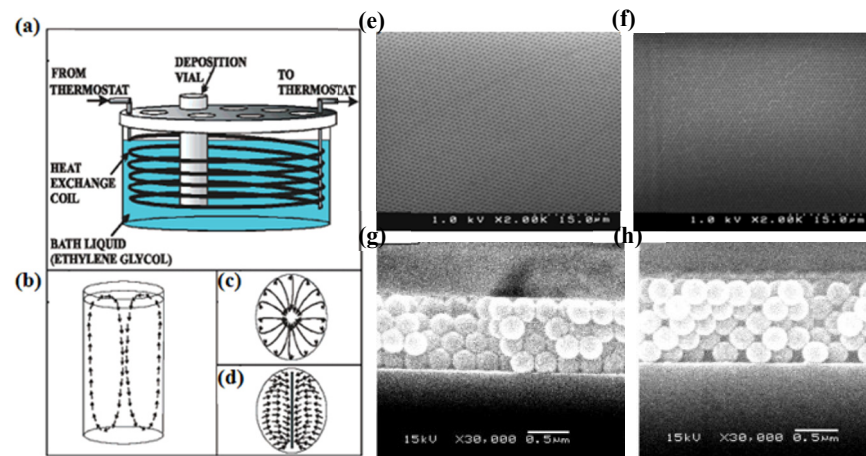 (a)
FROM
THERMOSTAT
DEPOSITION
VIAL
TO
THERMOSTAT
HEAT
EXCHANGE
COIL
BATH LIQUID
(ETHYLENE GLYCOL)
(b)
(c)
(d)
(e)
1.0 kV X2.00K 15.0µm
(f)
1.0 kV X2.00K 15.0µm
(g)
15kV X30,000 0.5µm
(h)
15kV X30,000 0.5µm